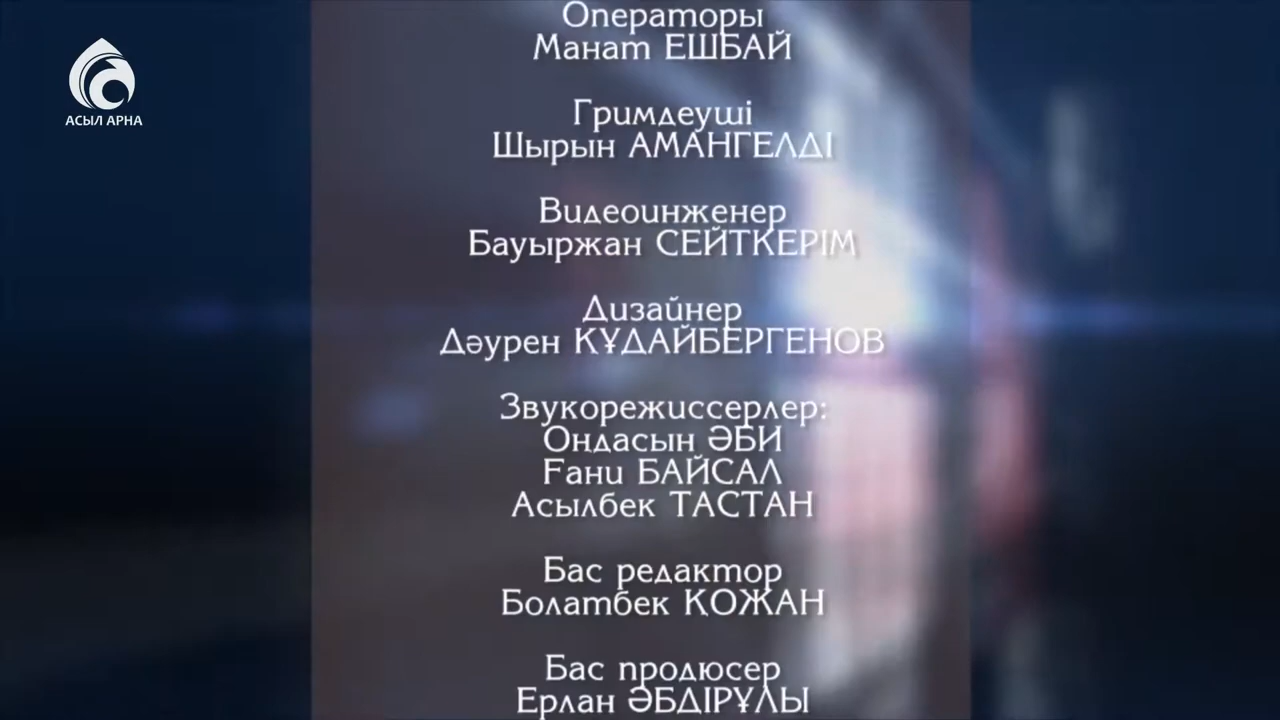 АСЫЛ АРНА
Операторы
Манат ЕШБАЙ
Гримдеуші
Шырын АМАНГЕЛДІ
Видеоинженер
Бауыржан СЕЙТКЕРІМ
Дизайнер
Дәурен ҚҰДАЙБЕРГЕНОВ
Звукорежиссерлер:
Ондасын ӘБИ
Ғани БАЙСАЛ
Асылбек ТАСТАН
Бас редактор
Болатбек ҚОЖАН
Бас продюсер
Ерлан ӘБДІРҰЛЫ